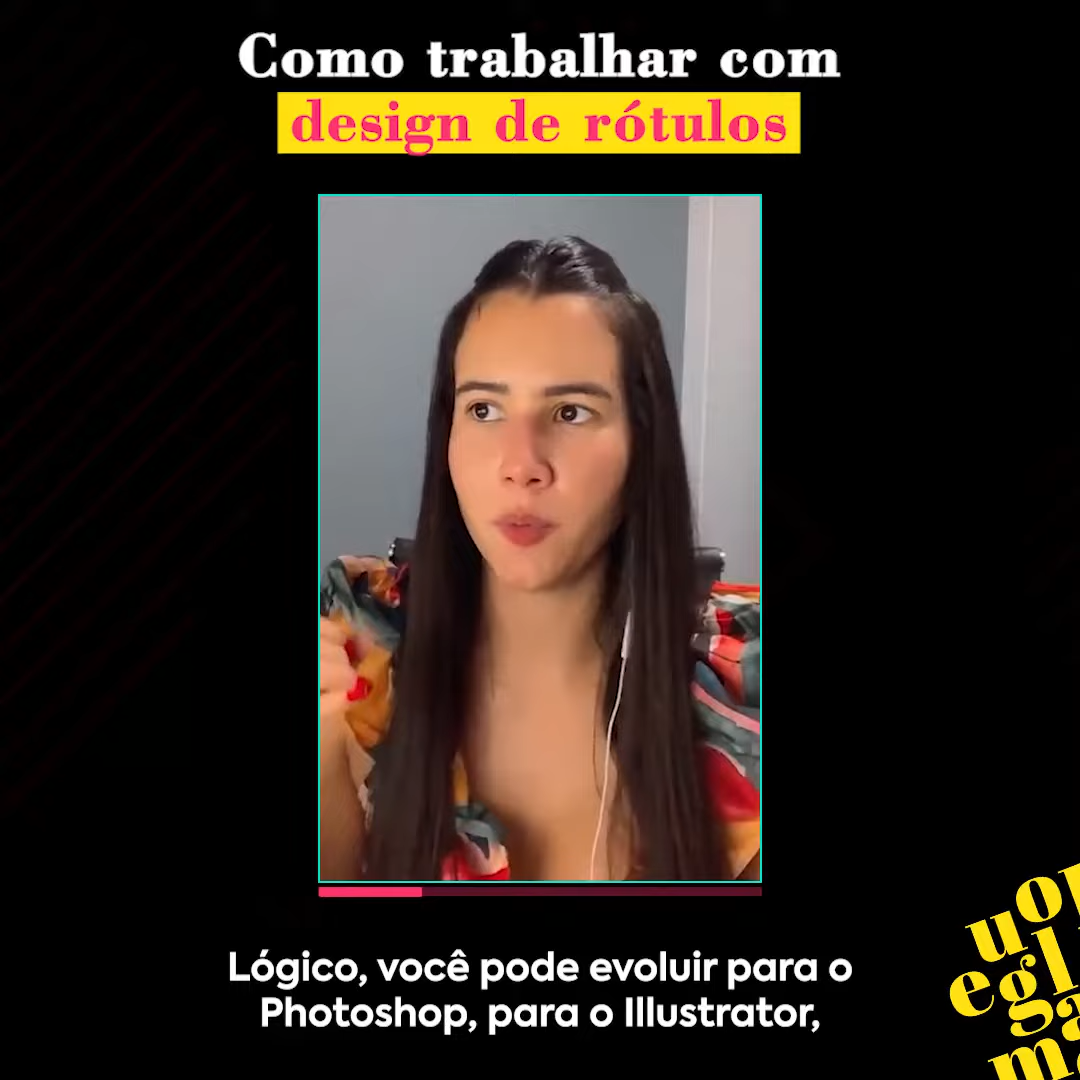 Como trabalhar com
design de rótulos
Lógico, você pode evoluir para o
Photoshop, para o Illustrator,